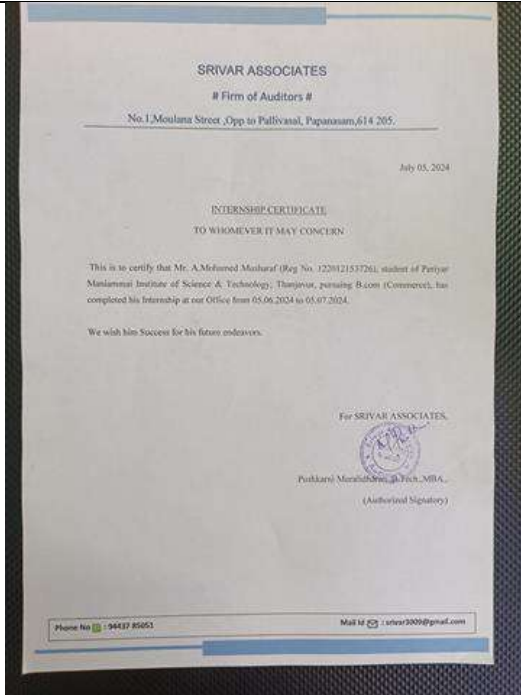 SRIVAR ASSOCIATES
# Firm of Auditors #
No.1,Moulana Street ,Opp to Pallivasal, Papanasam,614 205.
July 05, 2024
INTERNSHIP CERTIFICATE
TO WHOMEVER IT MAY CONCERN
This is to certify that Mr. A.Mohamed Musharaf (Reg No. 122012153726), student of Periyar
Maniammai Institute of Science & Technology, Thanjavur, pursuing B.com (Commerce), has
completed his Internship at our Office from 05.06.2024 to 05.07.2024.
We wish him Success for his future endeavors.
For SRIVAR ASSOCIATES,
Pushkarni Muralidharan, B.Tech.,MBA.,
(Authorized Signatory)
Phone No : 94437 85051
Mail Id : srivar3009@gmail.com